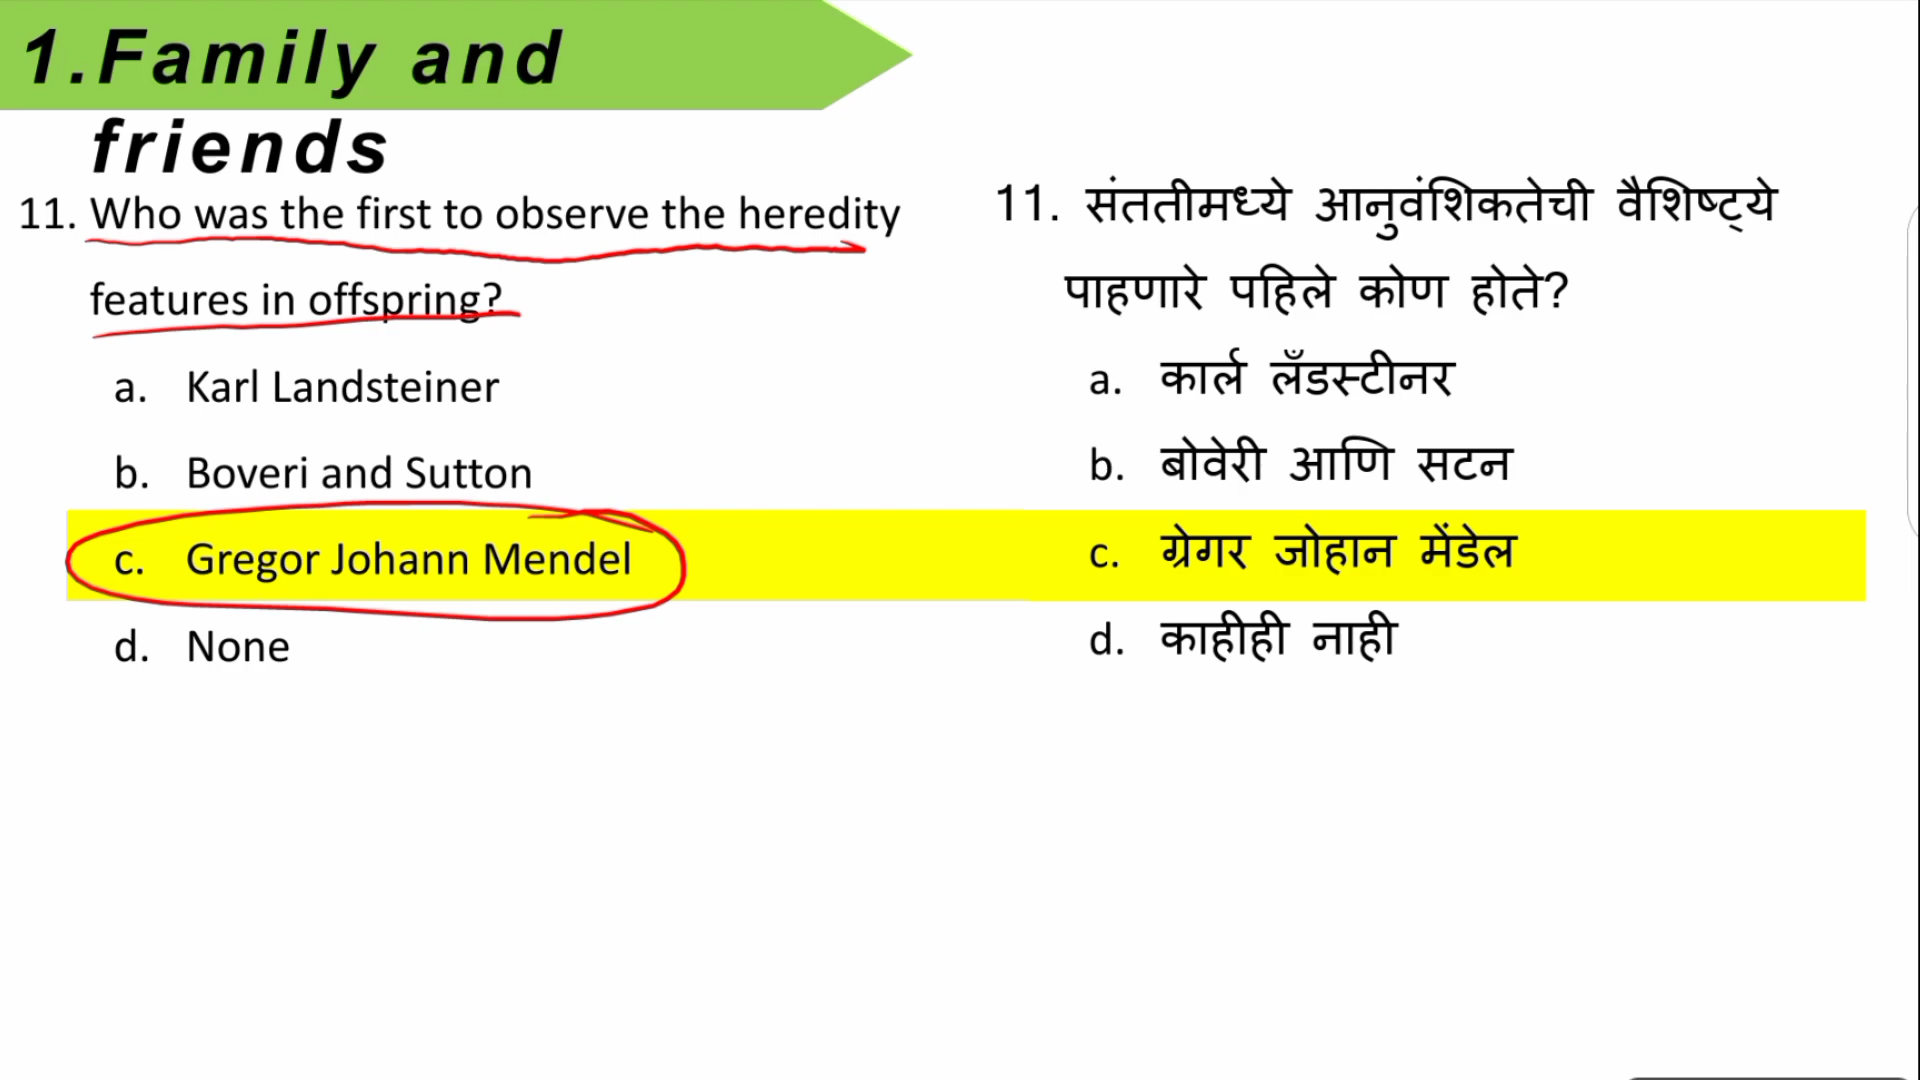 1.Family and
friends
11. Who was the first to observe the heredity
features in offspring?
a. Karl Landsteiner
b. Boveri and Sutton
c. Gregor Johann Mendel
d. None
11. संततीमध्ये आनुवंशिकतेची वैशिष्ट्ये
पाहणारे पहिले कोण होते?
a. कार्ल लँडस्टीनर
b. बोवेरी आणि सटन
c. ग्रेगर जोहान मेंडेल
d. काहीही नाही